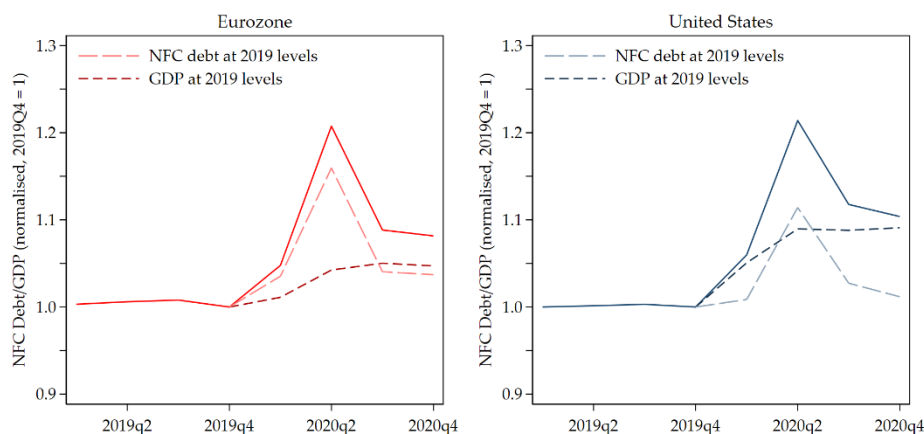 Eurozone
NFC Debt/GDP (normalised, 2019Q4 = 1)
1.3
1.2
1.1
1.0
0.9
NFC debt at 2019 levels
GDP at 2019 levels
2019q2 2019q4 2020q2 2020q4
United States
NFC Debt/GDP (normalised, 2019Q4 = 1)
1.3
1.2
1.1
1.0
0.9
NFC debt at 2019 levels
GDP at 2019 levels
2019q2 2019q4 2020q2 2020q4